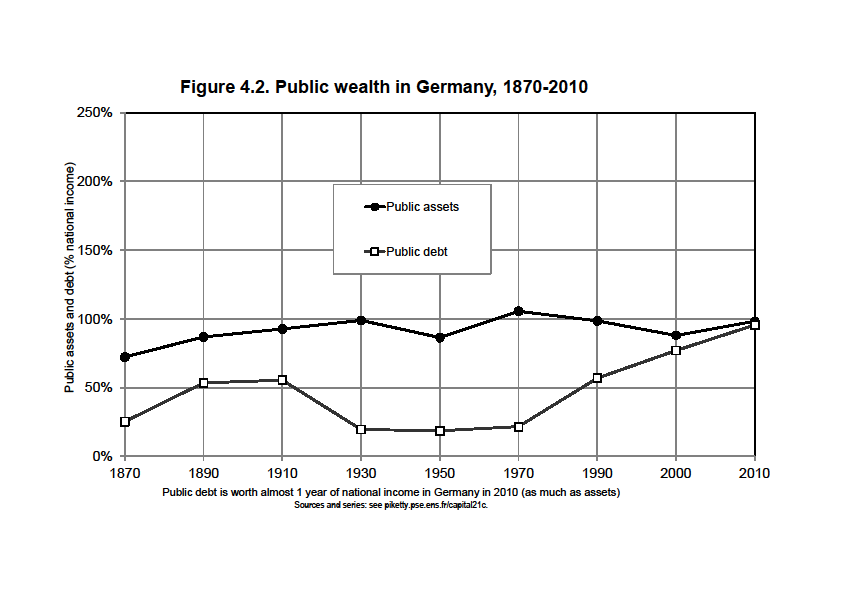 Figure 4.2. Public wealth in Germany, 1870-2010
250%
200%
150%
100%
50%
0%
Public assets and debt (% national income)
Public assets
Public debt
1870 1890 1910 1930 1950 1970 1990 2000 2010
Public debt is worth almost 1 year of national income in Germany in 2010 (as much as assets)
Sources and series: see piketty.pse.ens.fr/capital21c.